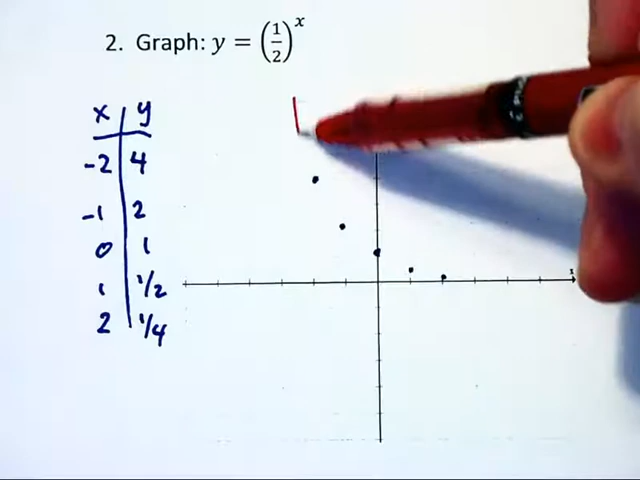 2. Graph: y = (1/2)^x
x y
-2 4
-1 2
0 1
1 1/2
2 1/4
x